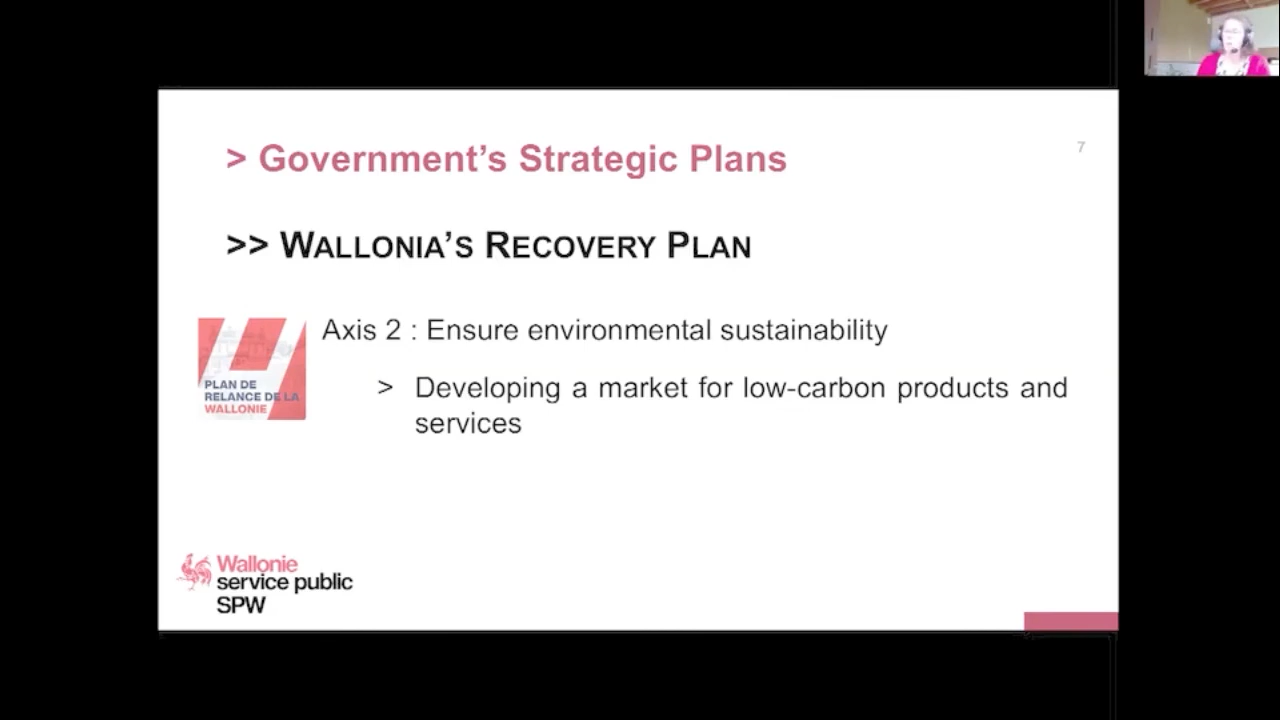 > Government’s Strategic Plans
7
>> WALLONIA’S RECOVERY PLAN
Axis 2 : Ensure environmental sustainability
> Developing a market for low-carbon products and
services
PLAN DE
RELANCE DE LA
WALLONIE
Wallonie
service public
SPW